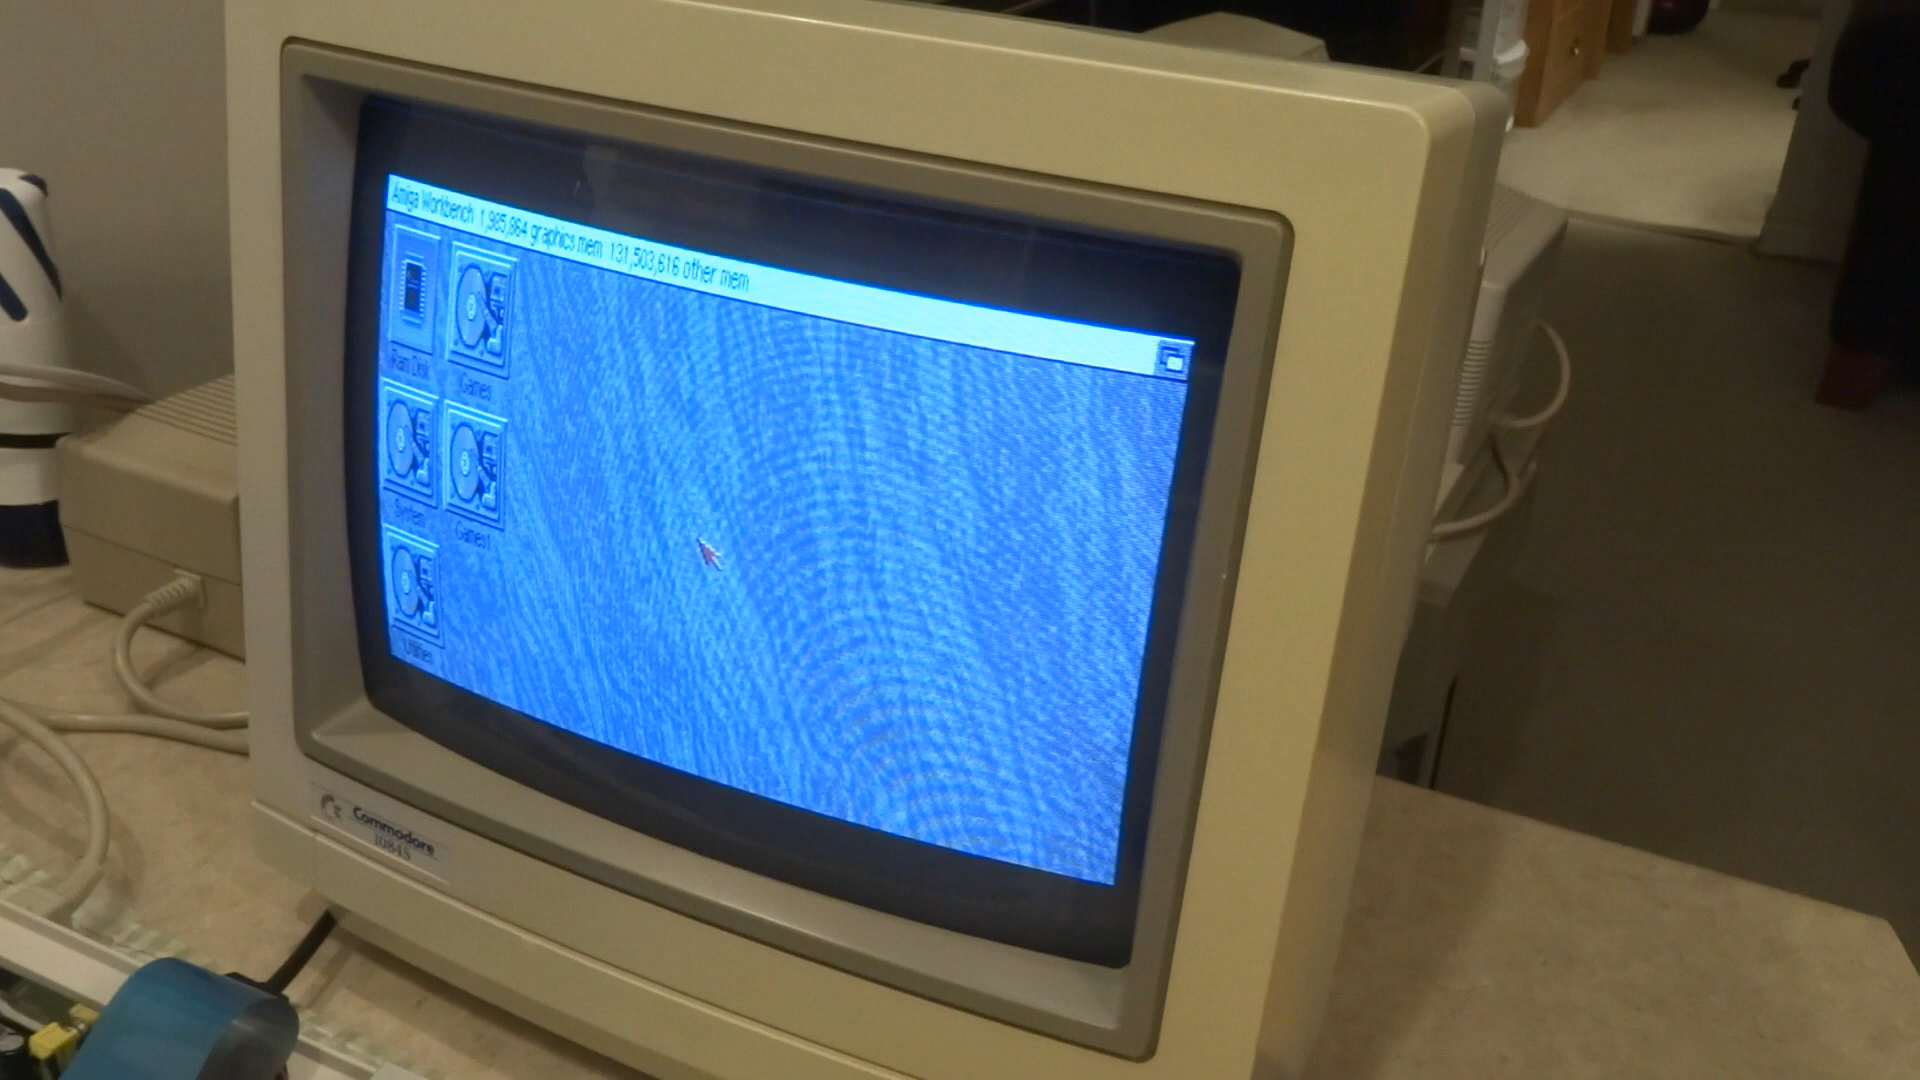 Amiga Workbench 1,985,864 graphics mem 131,503,616 other mem
Ram Disk
Games
System
Games1
Utilities
Commodore
1084S